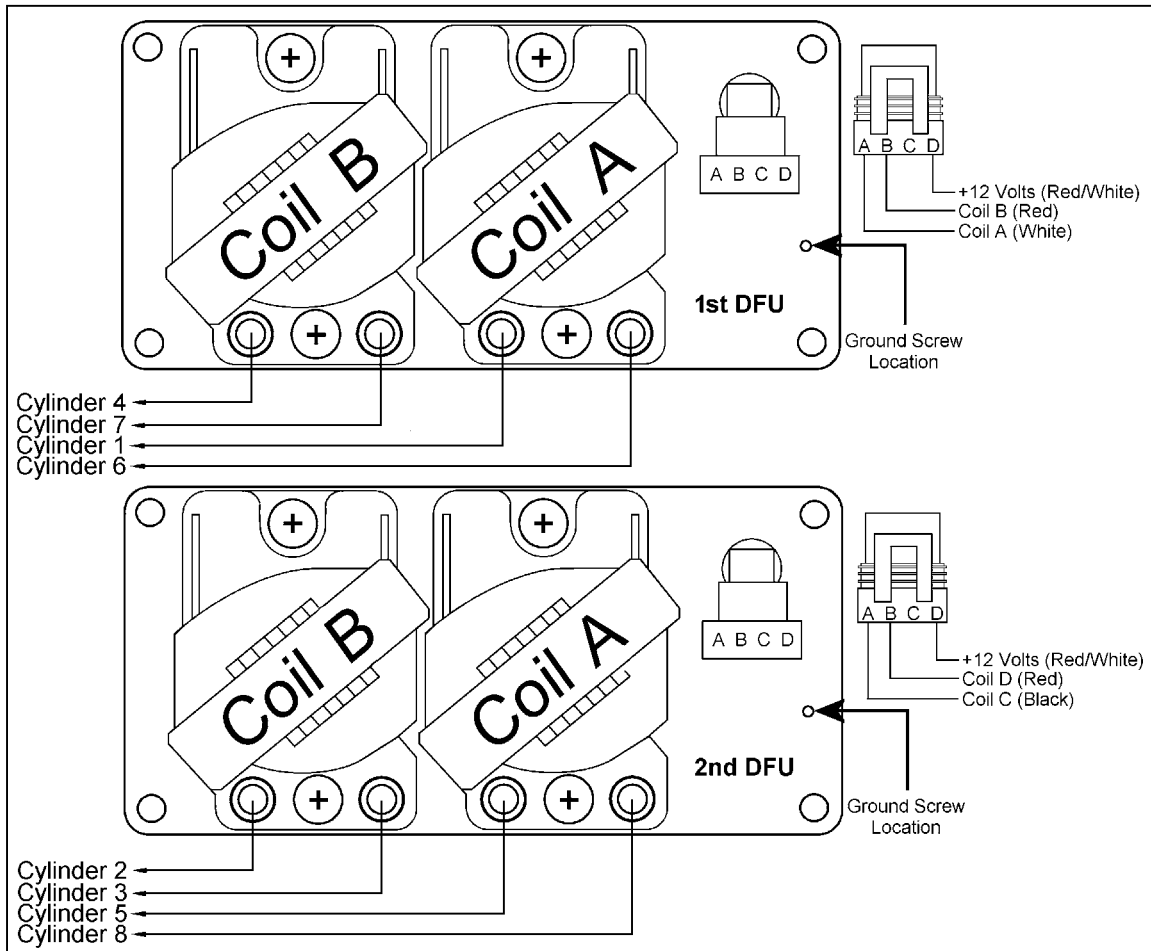 Coil B
Coil A
A B C D
A B C D
+12 Volts (Red/White)
Coil B (Red)
Coil A (White)
1st DFU
Ground Screw
Location
Cylinder 4
Cylinder 7
Cylinder 1
Cylinder 6
Coil B
Coil A
A B C D
A B C D
+12 Volts (Red/White)
Coil D (Red)
Coil C (Black)
2nd DFU
Ground Screw
Location
Cylinder 2
Cylinder 3
Cylinder 5
Cylinder 8